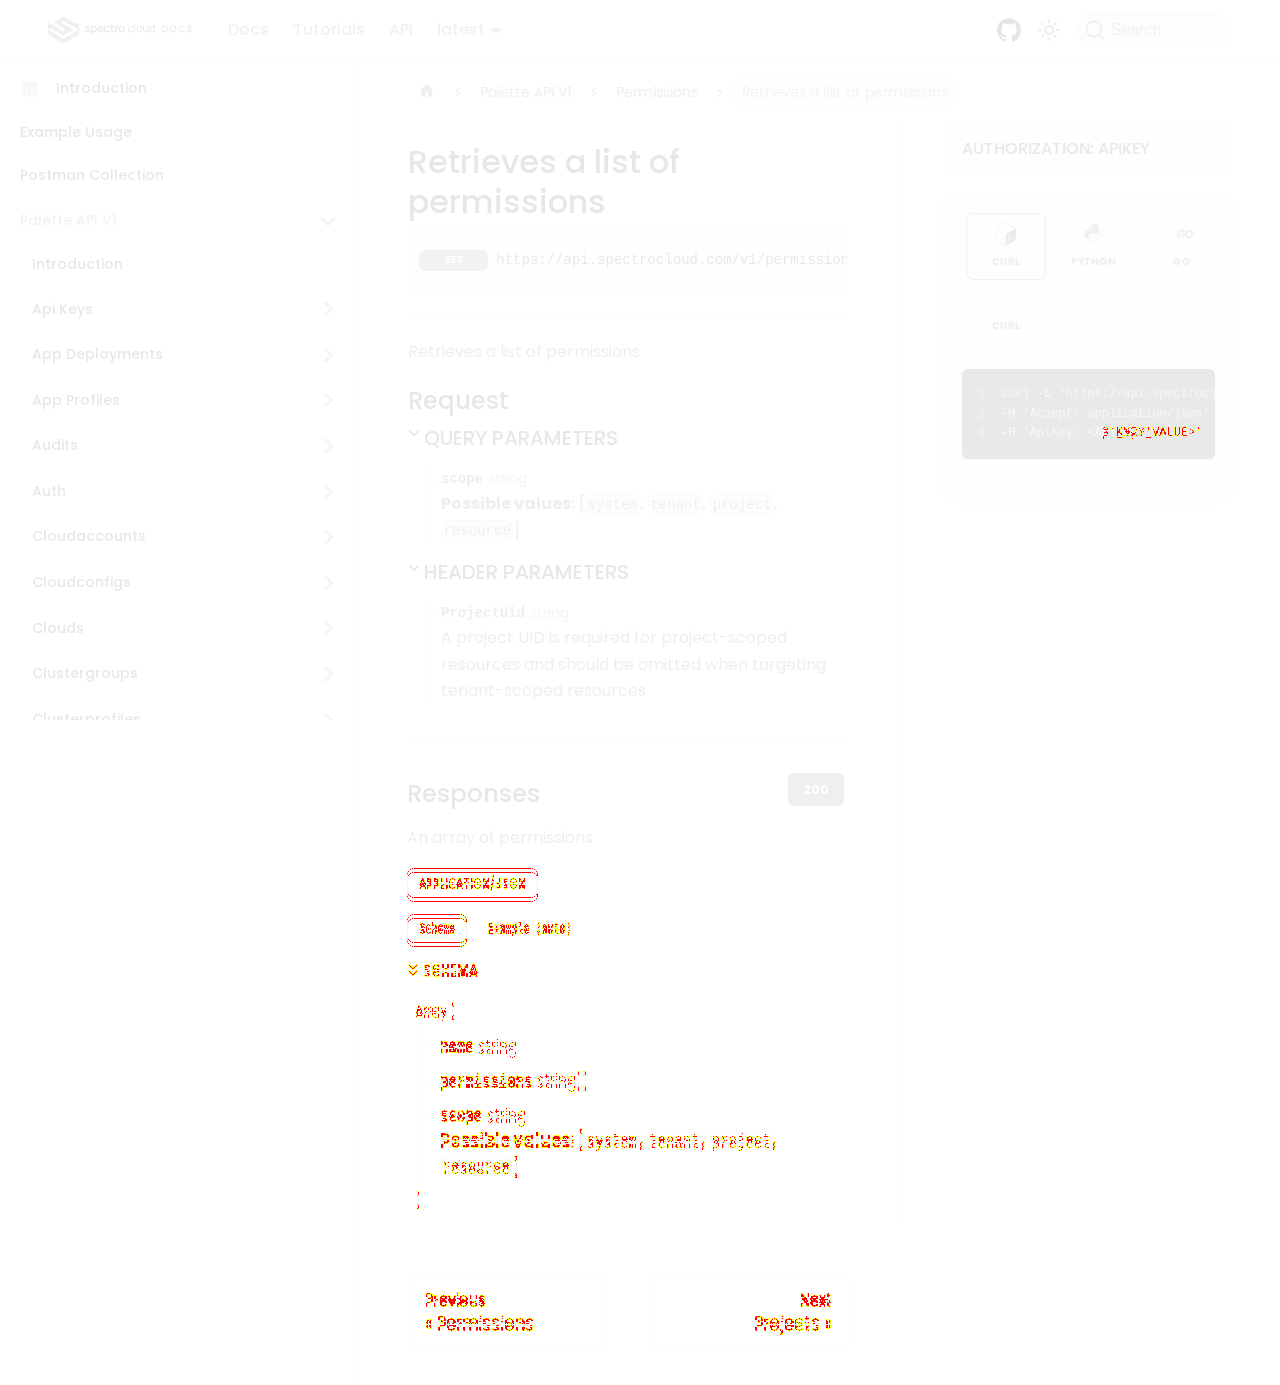 spectro cloud DOCS
Docs Tutorials API latest
Search
Introduction
Example Usage
Postman Collection
Palette API V1
Introduction
Api Keys
App Deployments
App Profiles
Audits
Auth
Cloudaccounts
Cloudconfigs
Clouds
Clustergroups
Clusterprofiles
Palette API V1 Permissions Retrieves a list of permissions
Retrieves a list of
permissions
GET https://api.spectrocloud.com/v1/permission
Retrieves a list of permissions
Request
QUERY PARAMETERS
scope string
Possible values: [system, tenant, project,
resource]
HEADER PARAMETERS
ProjectUid string
A project UID is required for project-scoped
resources and should be omitted when targeting
tenant-scoped resources
Responses
200
An array of permissions
APPLICATION/JSON
Schema Example (auto)
SCHEMA
Array [
name string
permissions string[]
scope string
Possible values: [system, tenant, project,
resource]
]
Previous
« Permissions
Next
Projects »
AUTHORIZATION: APIKEY
CURL PYTHON GO
GO
CURL
1 curl -L 'https://api.spectrocl
2 -H 'Accept: application/json'
3 -H 'ApiKey: